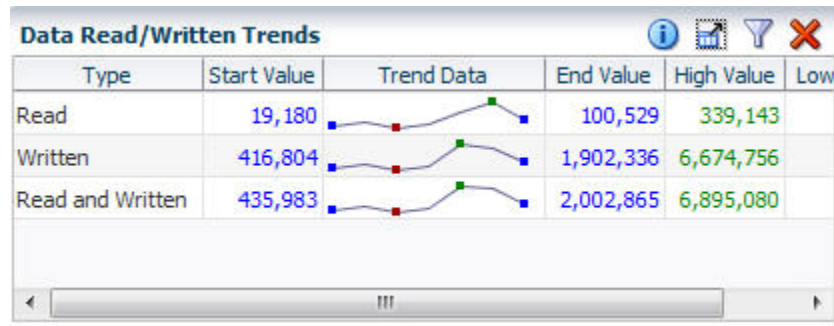 Data Read/Written Trends
Type Start Value Trend Data End Value High Value Low
Read 19,180 100,529 339,143
Written 416,804 1,902,336 6,674,756
Read and Written 435,983 2,002,865 6,895,080